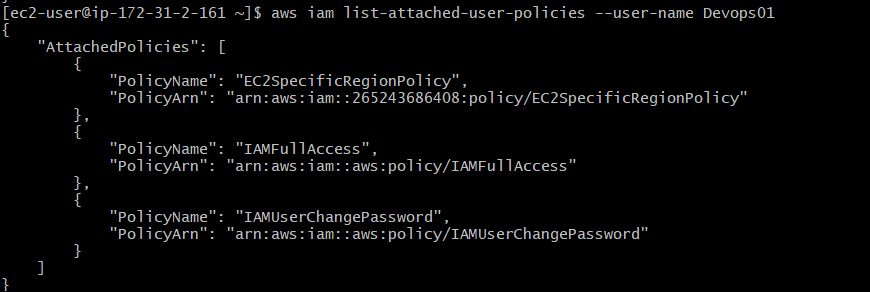 [ec2-user@ip-172-31-2-161 ~]$ aws iam list-attached-user-policies --user-name Devops01
{
    "AttachedPolicies": [
        {
            "PolicyName": "EC2SpecificRegionPolicy",
            "PolicyArn": "arn:aws:iam::265243686408:policy/EC2SpecificRegionPolicy"
        },
        {
            "PolicyName": "IAMFullAccess",
            "PolicyArn": "arn:aws:iam::aws:policy/IAMFullAccess"
        },
        {
            "PolicyName": "IAMUserChangePassword",
            "PolicyArn": "arn:aws:iam::aws:policy/IAMUserChangePassword"
        }
    ]
}